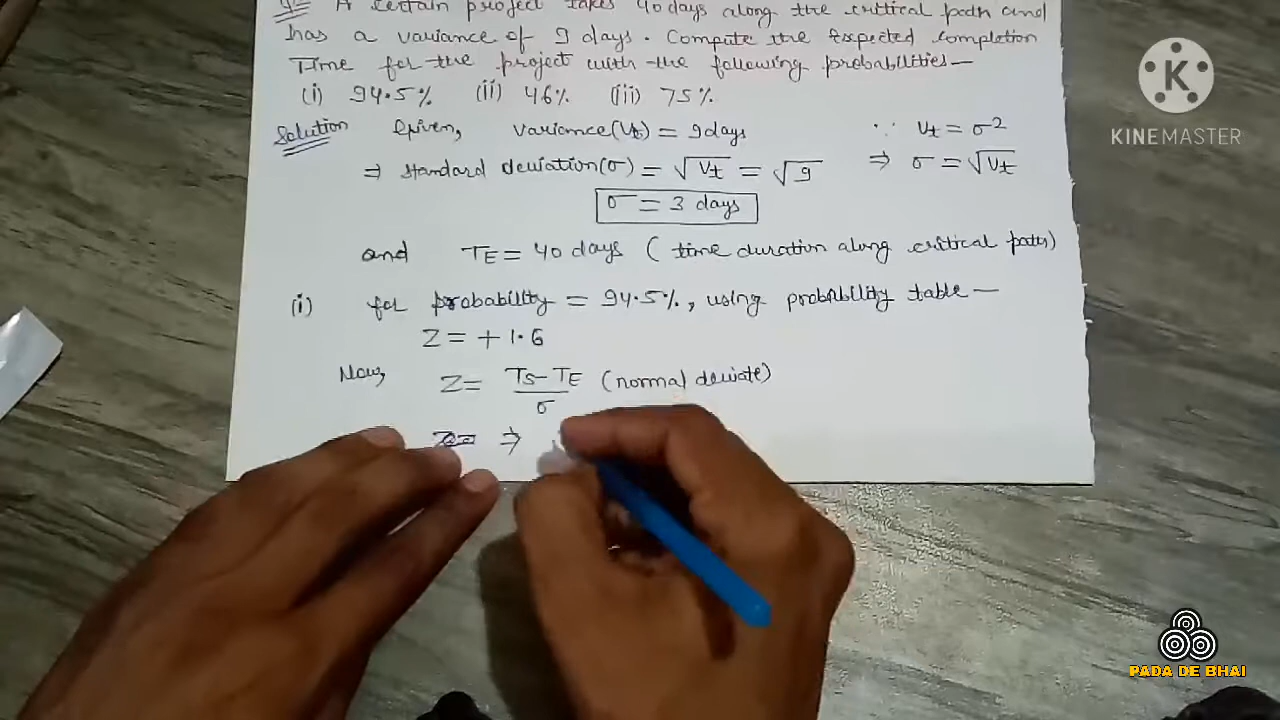 Q= A certain project takes 40 days along the critical path and
has a variance of 9 days. Compute the Expected completion
Time for the project with the following probabilities—
(i) 94.5% (ii) 46% (iii) 75%
Solution Given, Variance(Vt) = 9 days ∵ Vt = σ²
⇒ Standard deviation(σ) = √Vt = √9 ⇒ σ = √Vt
σ = 3 days
and TE = 40 days ( time duration along critical path)
(i) for probability = 94.5%, using probability table—
Z = +1.6
Now, Z = TS – TE / σ (normal deviate)
⇒
K
KINEMASTER
PADA DE BHAI